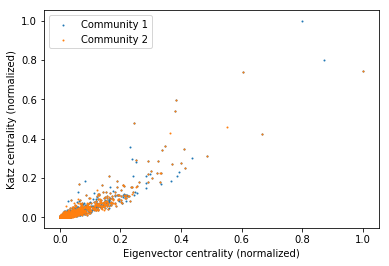 Community 1
Community 2
1.0
0.8
0.6
0.4
0.2
0.0
Katz centrality (normalized)
0.0 0.2 0.4 0.6 0.8 1.0
Eigenvector centrality (normalized)